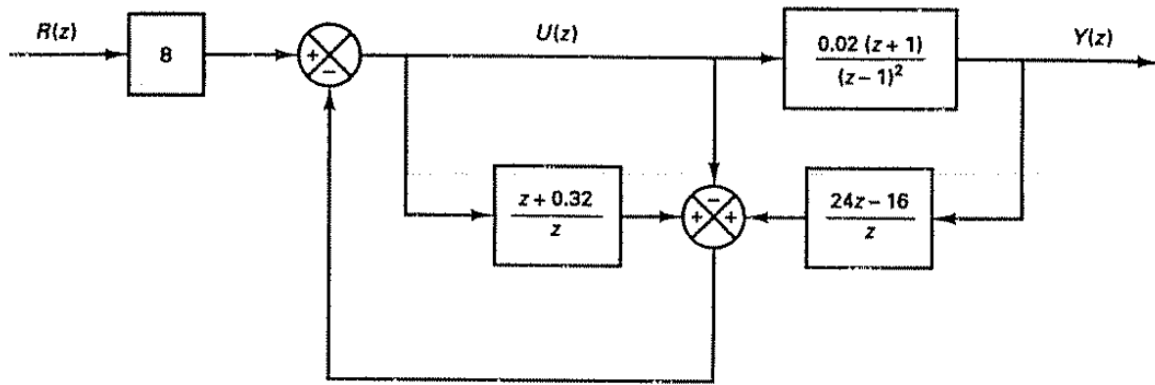 R(z)
8
+
−
U(z)
0.02 (z + 1)
(z − 1)²
Y(z)
z + 0.32
z
−
+ +
24z − 16
z